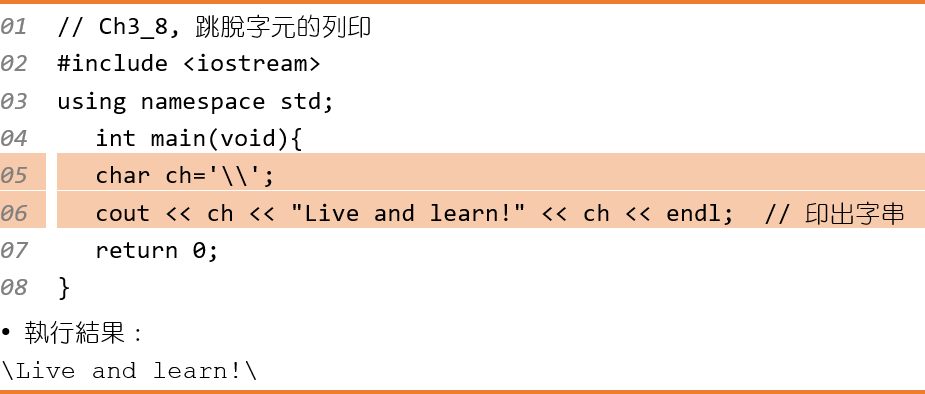 01 // Ch3_8, 跳脫字元的列印
02 #include <iostream>
03 using namespace std;
04 int main(void){
05 char ch='\\';
06 cout << ch << "Live and learn!" << ch << endl; // 印出字串
07 return 0;
08 }
• 執行結果：
\Live and learn!\